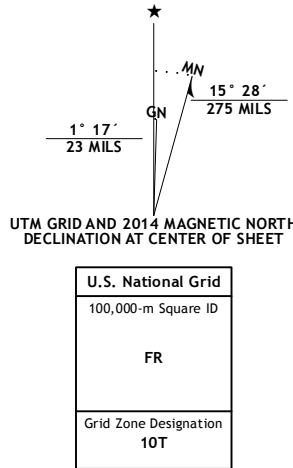 ★
MN
GN
15° 28´
275 MILS
1° 17´
23 MILS
UTM GRID AND 2014 MAGNETIC NORTH
DECLINATION AT CENTER OF SHEET
U.S. National Grid
100,000-m Square ID
FR
Grid Zone Designation
10T